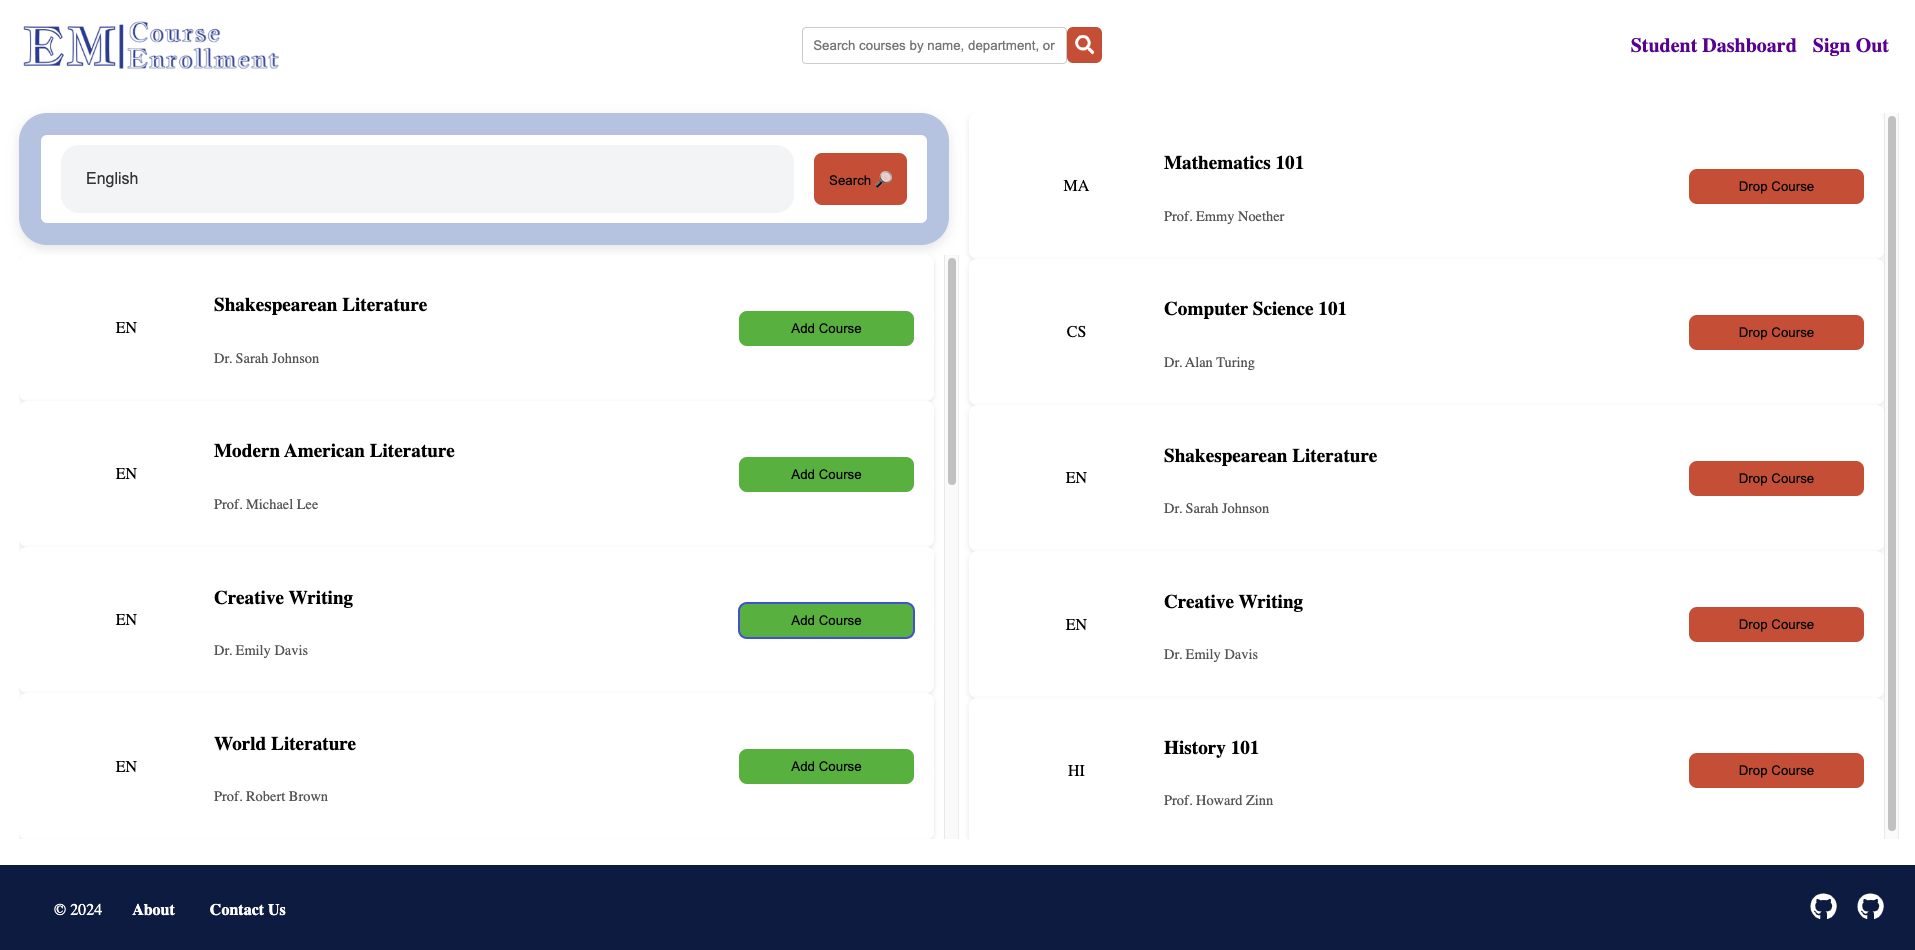 EM|Course
Enrollment
Search courses by name, department, or
Student Dashboard Sign Out
English
Search
EN
Shakespearean Literature
Dr. Sarah Johnson
Add Course
EN
Modern American Literature
Prof. Michael Lee
Add Course
EN
Creative Writing
Dr. Emily Davis
Add Course
EN
World Literature
Prof. Robert Brown
Add Course
MA
Mathematics 101
Prof. Emmy Noether
Drop Course
CS
Computer Science 101
Dr. Alan Turing
Drop Course
EN
Shakespearean Literature
Dr. Sarah Johnson
Drop Course
EN
Creative Writing
Dr. Emily Davis
Drop Course
HI
History 101
Prof. Howard Zinn
Drop Course
© 2024 About Contact Us